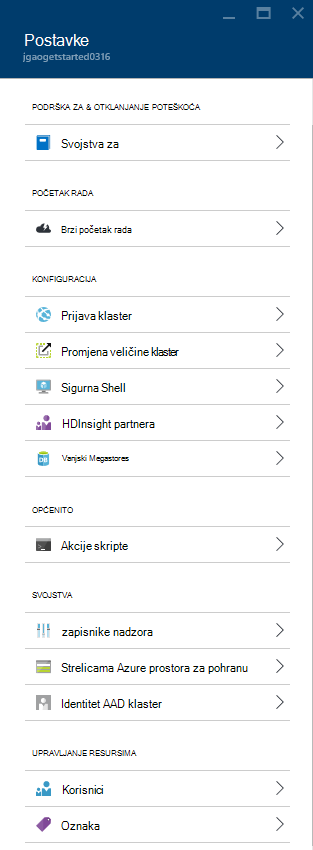 Postavke
jgaogetstarted0316
PODRŠKA ZA & OTKLANJANJE POTEŠKOĆA
Svojstva za
POČETAK RADA
Brzi početak rada
KONFIGURACIJA
Prijava klaster
Promjena veličine klaster
Sigurna Shell
HDInsight partnera
Vanjski Megastores
OPĆENITO
Akcije skripte
SVOJSTVA
zapisnike nadzora
Strelicama Azure prostora za pohranu
Identitet AAD klaster
UPRAVLJANJE RESURSIMA
Korisnici
Oznaka